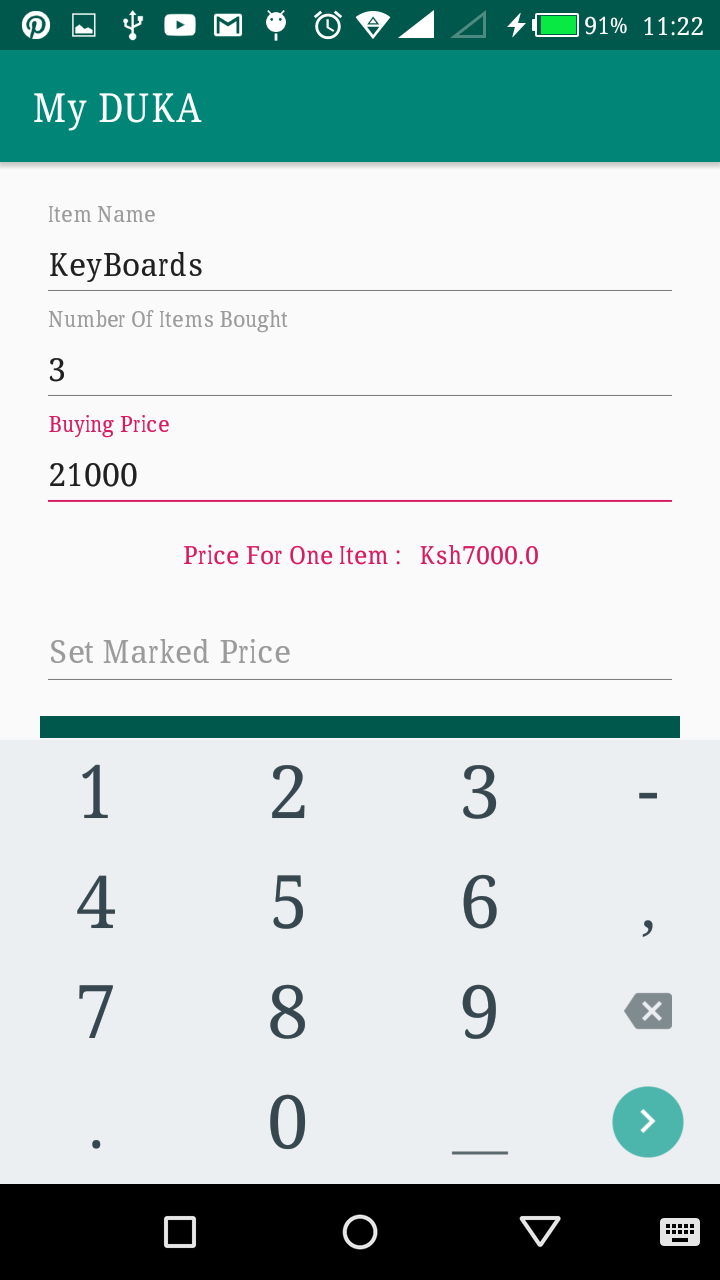 91% 11:22
My DUKA
Item Name
KeyBoards
Number Of Items Bought
3
Buying Price
21000
Price For One Item : Ksh7000.0
Set Marked Price
1 2 3 -
4 5 6 ,
7 8 9
. 0 _